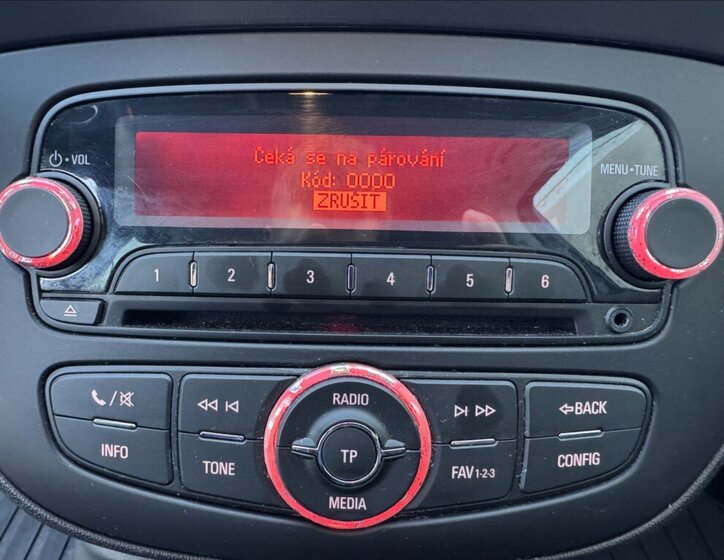 Čeká se na párování
Kód: 0000
ZRUŠIT
VOL
MENU•TUNE
1 2 3 4 5 6
/
RADIO
BACK
INFO
TONE
TP
FAV1-2-3
CONFIG
MEDIA